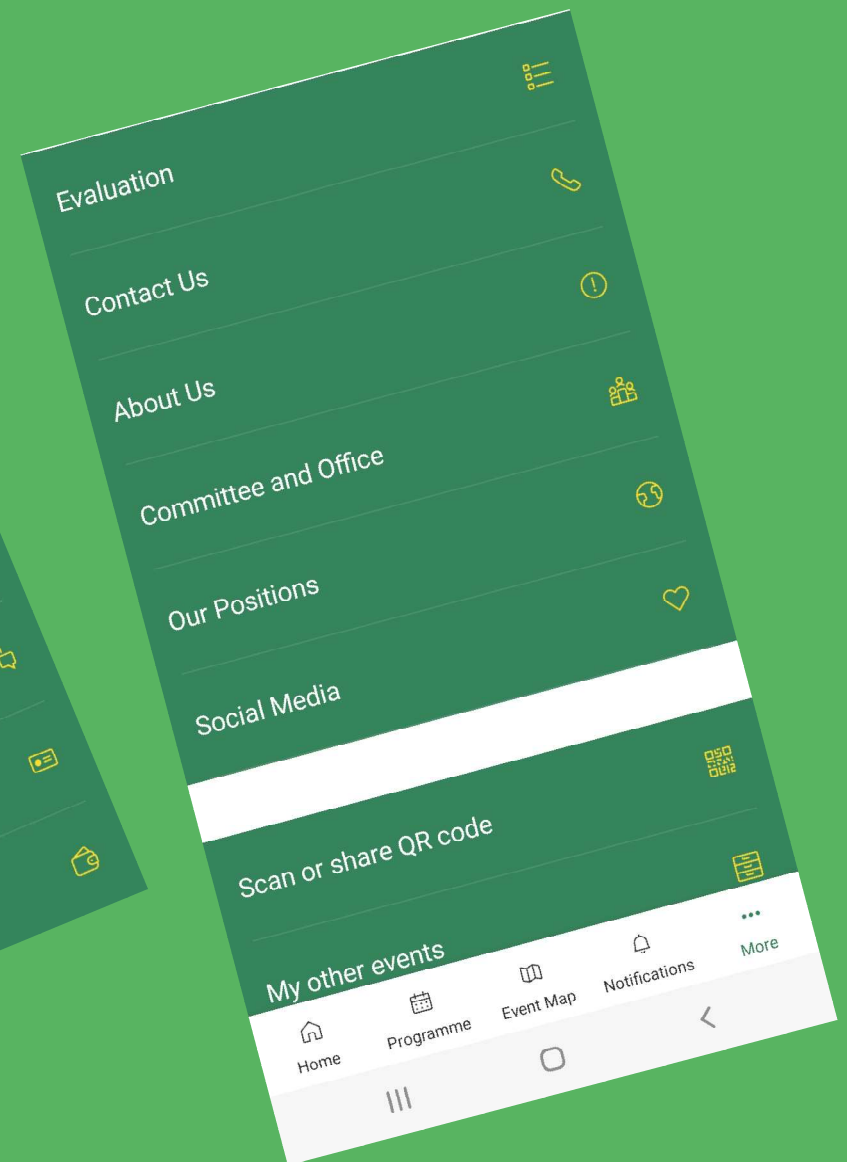 Evaluation
Contact Us
About Us
Committee and Office
Our Positions
Social Media
Scan or share QR code
My other events
Home
Programme
Event Map
Notifications
More